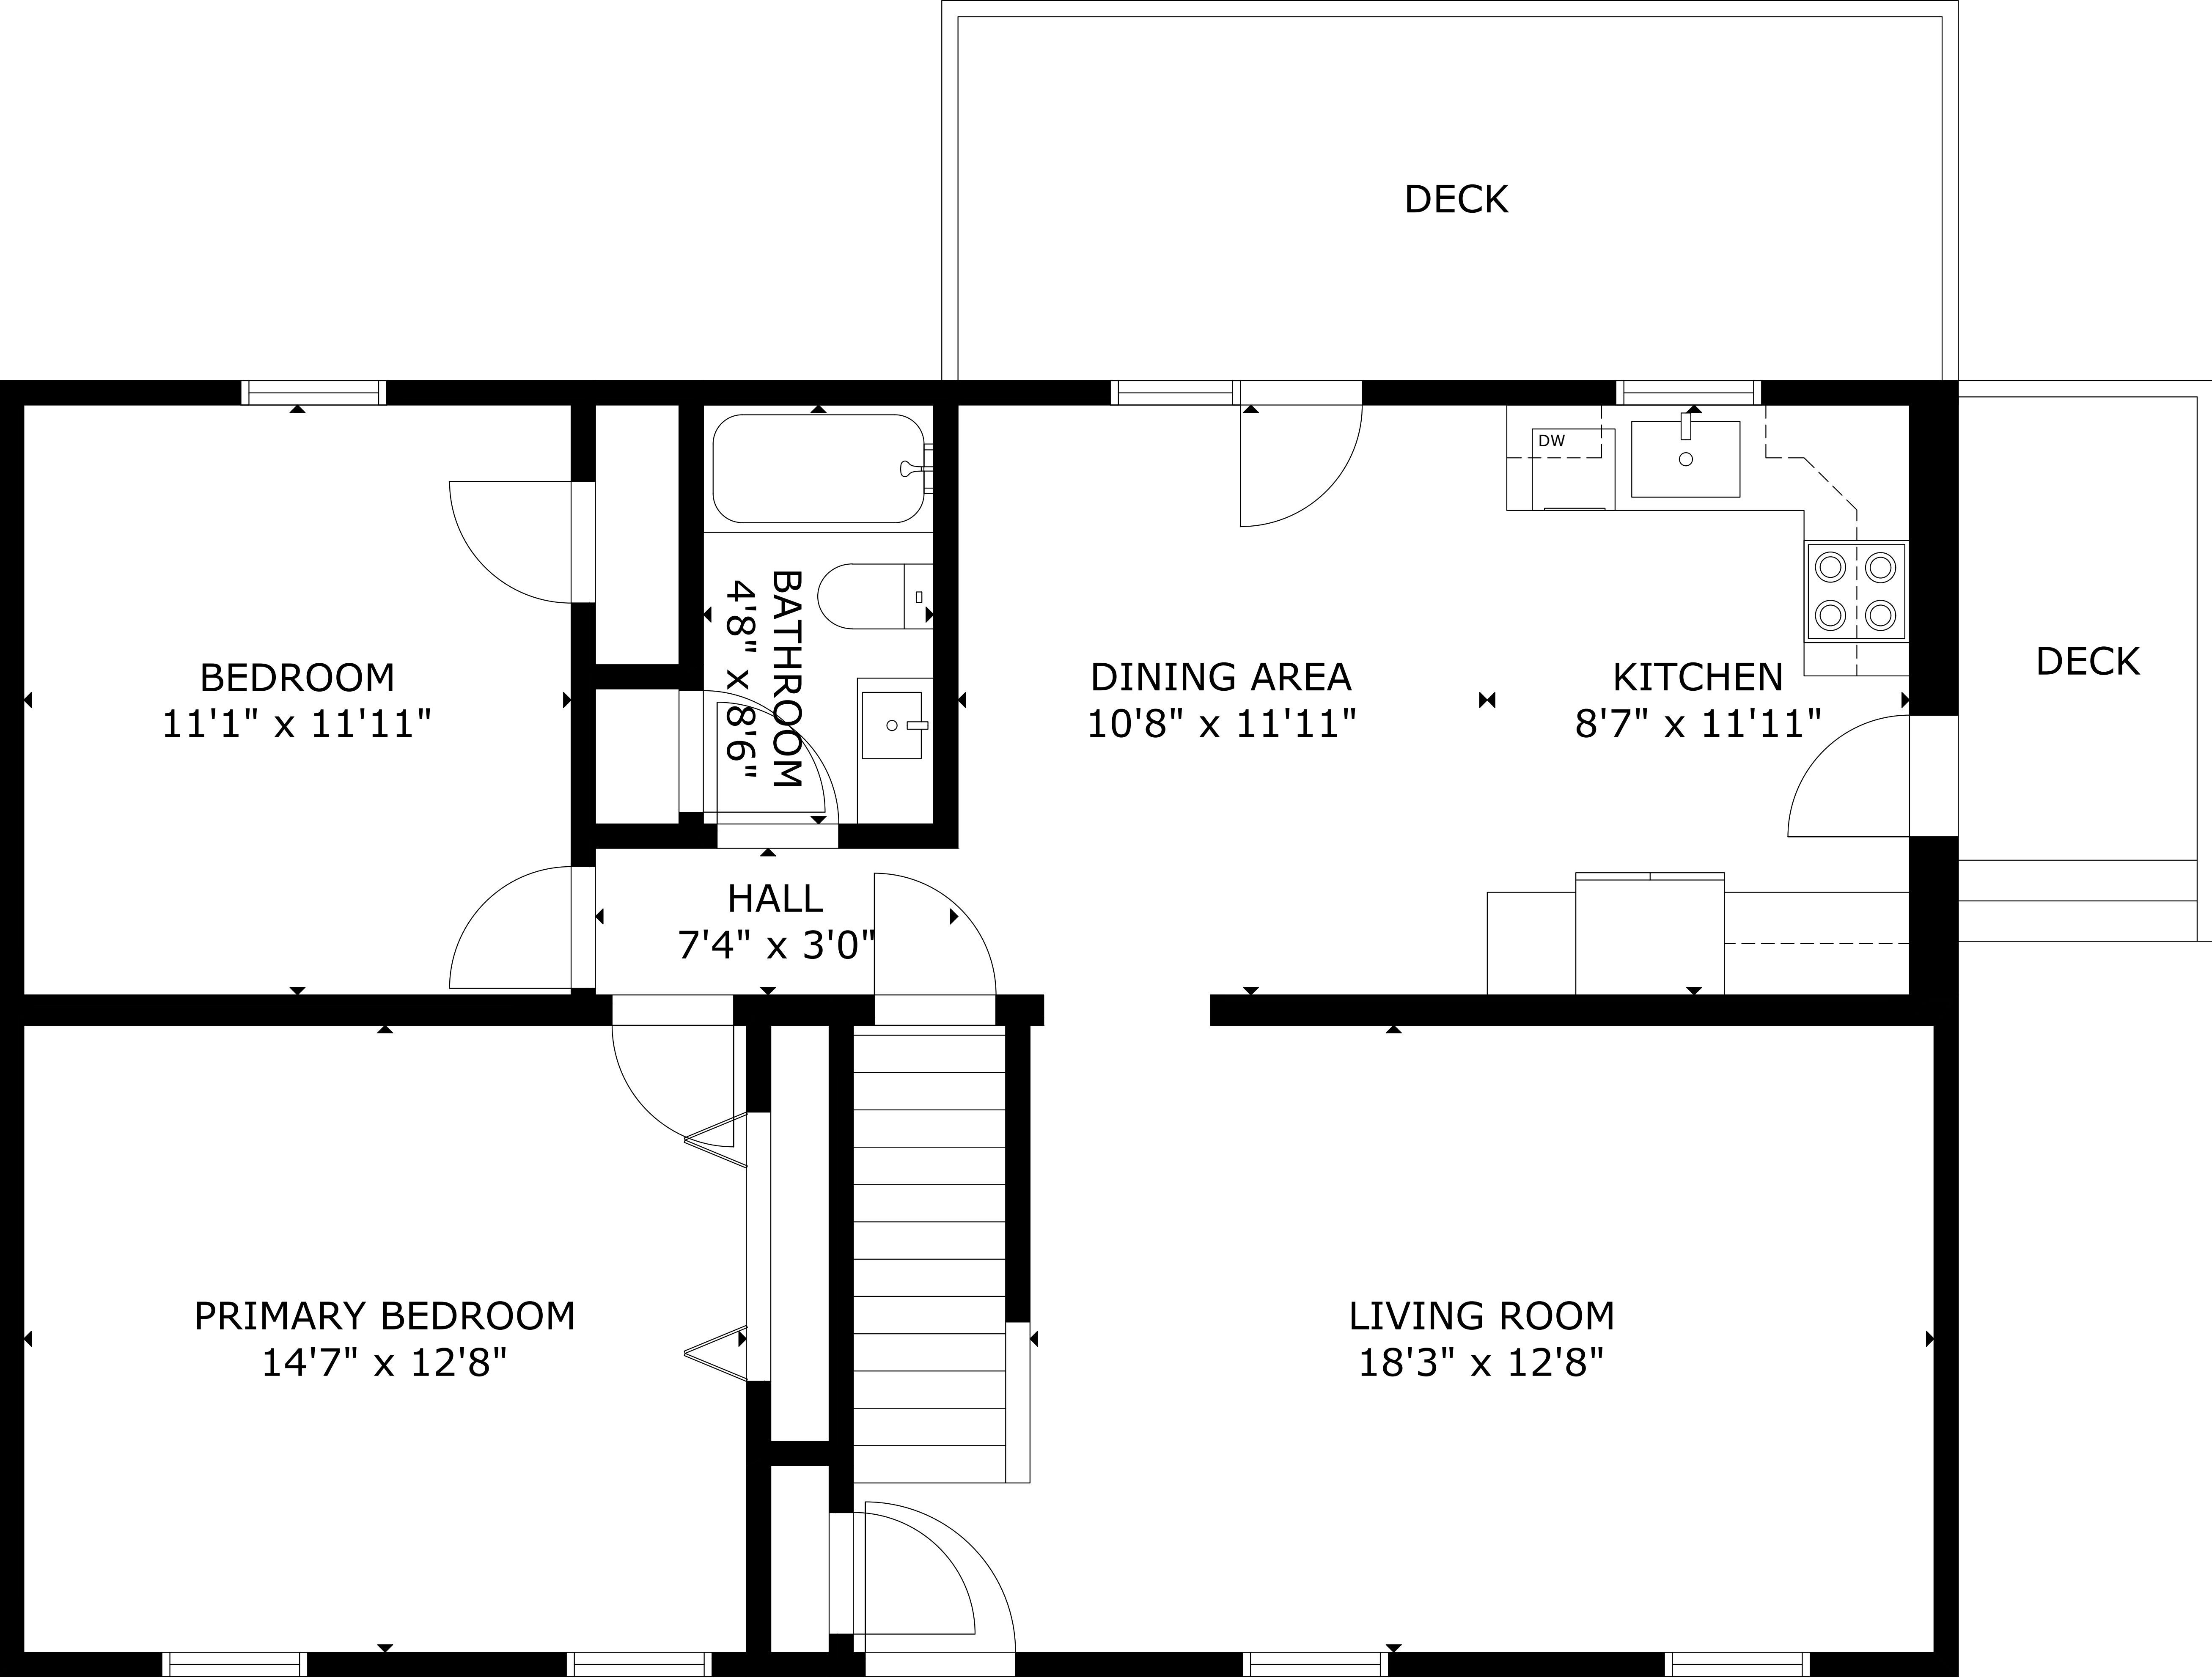 DECK
DW
BEDROOM
11'1" x 11'11"
BATHROOM
4'8" x 8'6"
DINING AREA
10'8" x 11'11"
KITCHEN
8'7" x 11'11"
DECK
HALL
7'4" x 3'0"
PRIMARY BEDROOM
14'7" x 12'8"
LIVING ROOM
18'3" x 12'8"